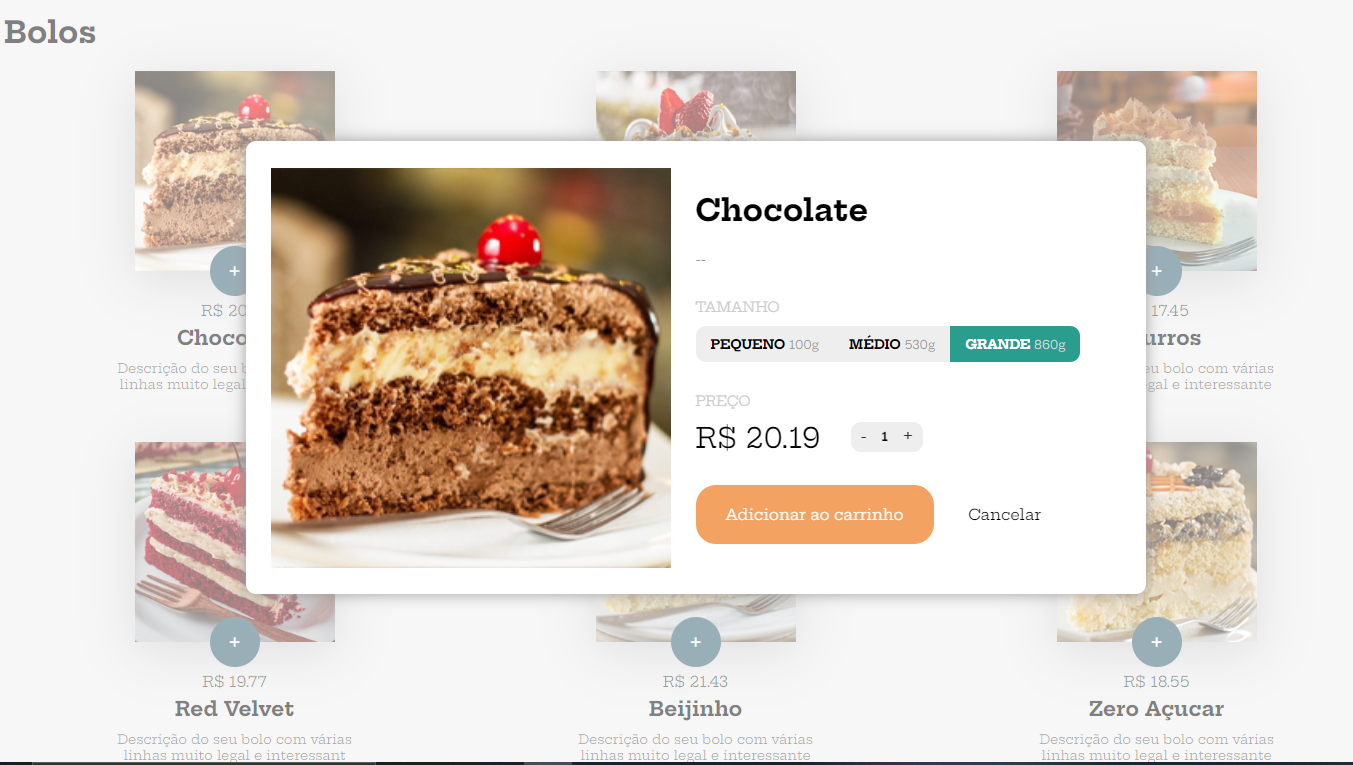 Bolos
+
R$ 20
Choco
Descrição do seu b
linhas muito legal
+
17.45
urros
eu bolo com várias
egal e interessante
Chocolate
--
TAMANHO
PEQUENO 100g MÉDIO 530g GRANDE 860g
PREÇO
R$ 20.19 - 1 +
Adicionar ao carrinho Cancelar
+
R$ 19.77
Red Velvet
Descrição do seu bolo com várias
linhas muito legal e interessant
+
R$ 21.43
Beijinho
Descrição do seu bolo com várias
linhas muito legal e interessante
+
R$ 18.55
Zero Açucar
Descrição do seu bolo com várias
linhas muito legal e interessante